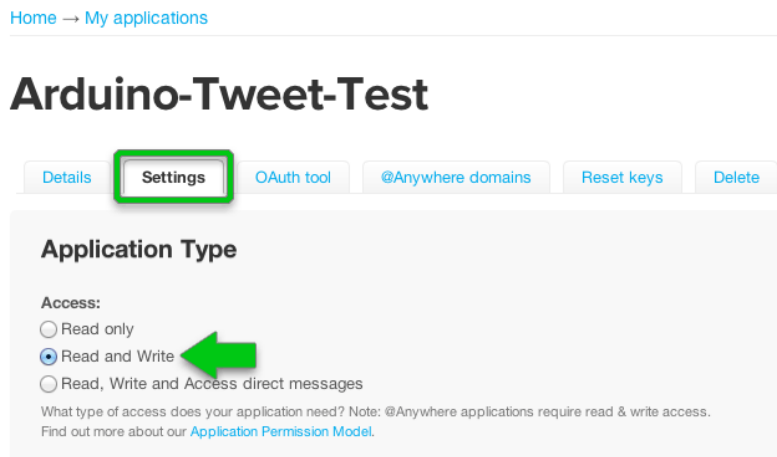 Home → My applications
Arduino-Tweet-Test
Details Settings OAuth tool @Anywhere domains Reset keys Delete
Application Type
Access:
Read only
Read and Write
Read, Write and Access direct messages
What type of access does your application need? Note: @Anywhere applications require read & write access.
Find out more about our Application Permission Model.